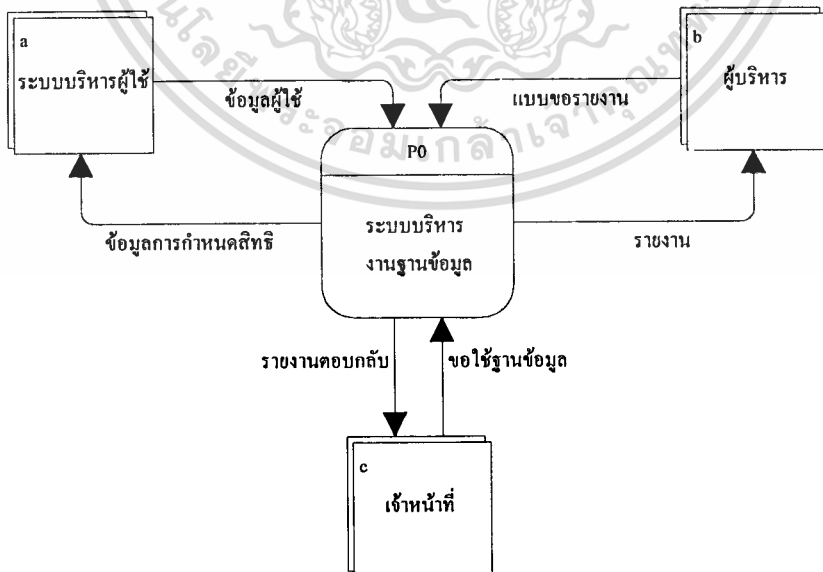 a
ระบบบริหารผู้ใช้
b
ผู้บริหาร
ข้อมูลผู้ใช้
แบบขอรายงาน
P0
ระบบบริหาร
งานฐานข้อมูล
ข้อมูลการกำหนดสิทธิ
รายงาน
รายงานตอบกลับ
ขอใช้ฐานข้อมูล
c
เจ้าหน้าที่